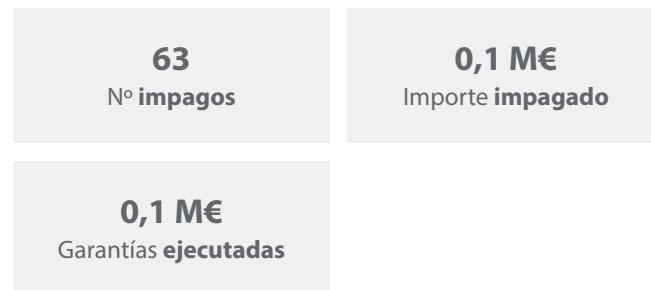 63
Nº impagos
0,1 M€
Importe impagado
0,1 M€
Garantías ejecutadas